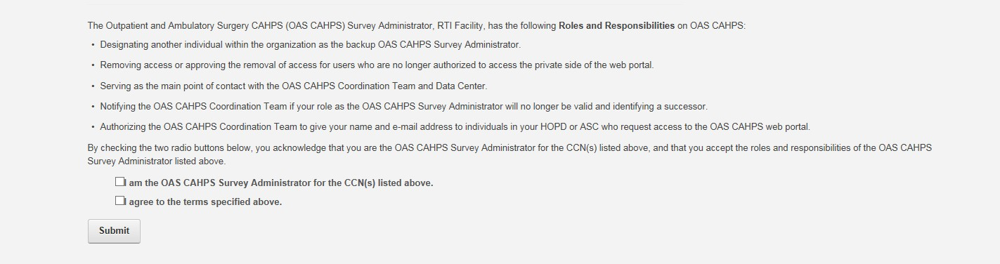 The Outpatient and Ambulatory Surgery CAHPS (OAS CAHPS) Survey Administrator, RTI Facility, has the following Roles and Responsibilities on OAS CAHPS:
• Designating another individual within the organization as the backup OAS CAHPS Survey Administrator.
• Removing access or approving the removal of access for users who are no longer authorized to access the private side of the web portal.
• Serving as the main point of contact with the OAS CAHPS Coordination Team and Data Center.
• Notifying the OAS CAHPS Coordination Team if your role as the OAS CAHPS Survey Administrator will no longer be valid and identifying a successor.
• Authorizing the OAS CAHPS Coordination Team to give your name and e-mail address to individuals in your HOPD or ASC who request access to the OAS CAHPS web portal.
By checking the two radio buttons below, you acknowledge that you are the OAS CAHPS Survey Administrator for the CCN(s) listed above, and that you accept the roles and responsibilities of the OAS CAHPS
Survey Administrator listed above.
I am the OAS CAHPS Survey Administrator for the CCN(s) listed above.
I agree to the terms specified above.
Submit